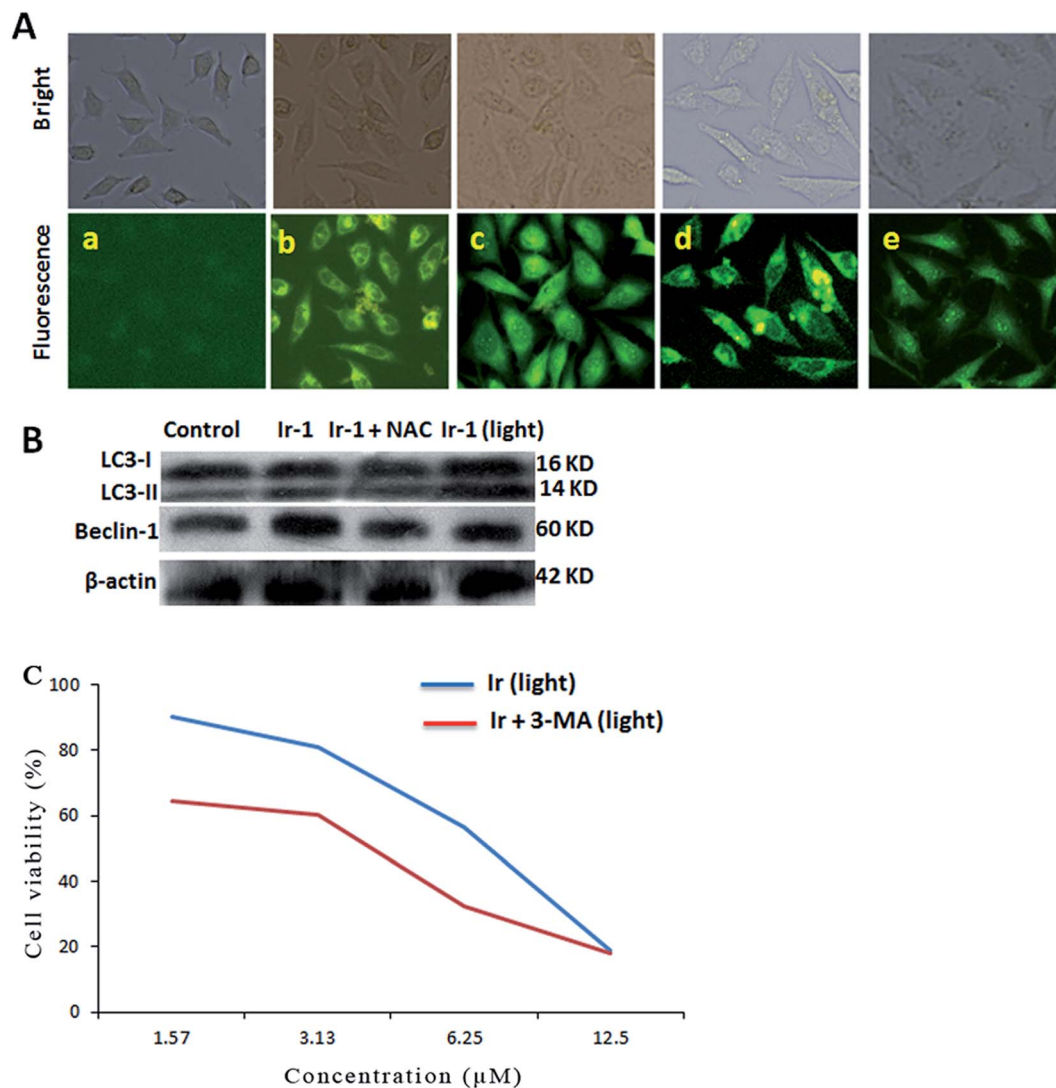 A
Bright
Fluorescence
a b c d e
B
Control Ir-1 Ir-1 + NAC Ir-1 (light)
LC3-I 16 KD
LC3-II 14 KD
Beclin-1 60 KD
β-actin 42 KD
C
Ir (light)
Ir + 3-MA (light)
Cell viability (%)
100
80
60
40
20
0
1.57 3.13 6.25 12.5
Concentration (μM)